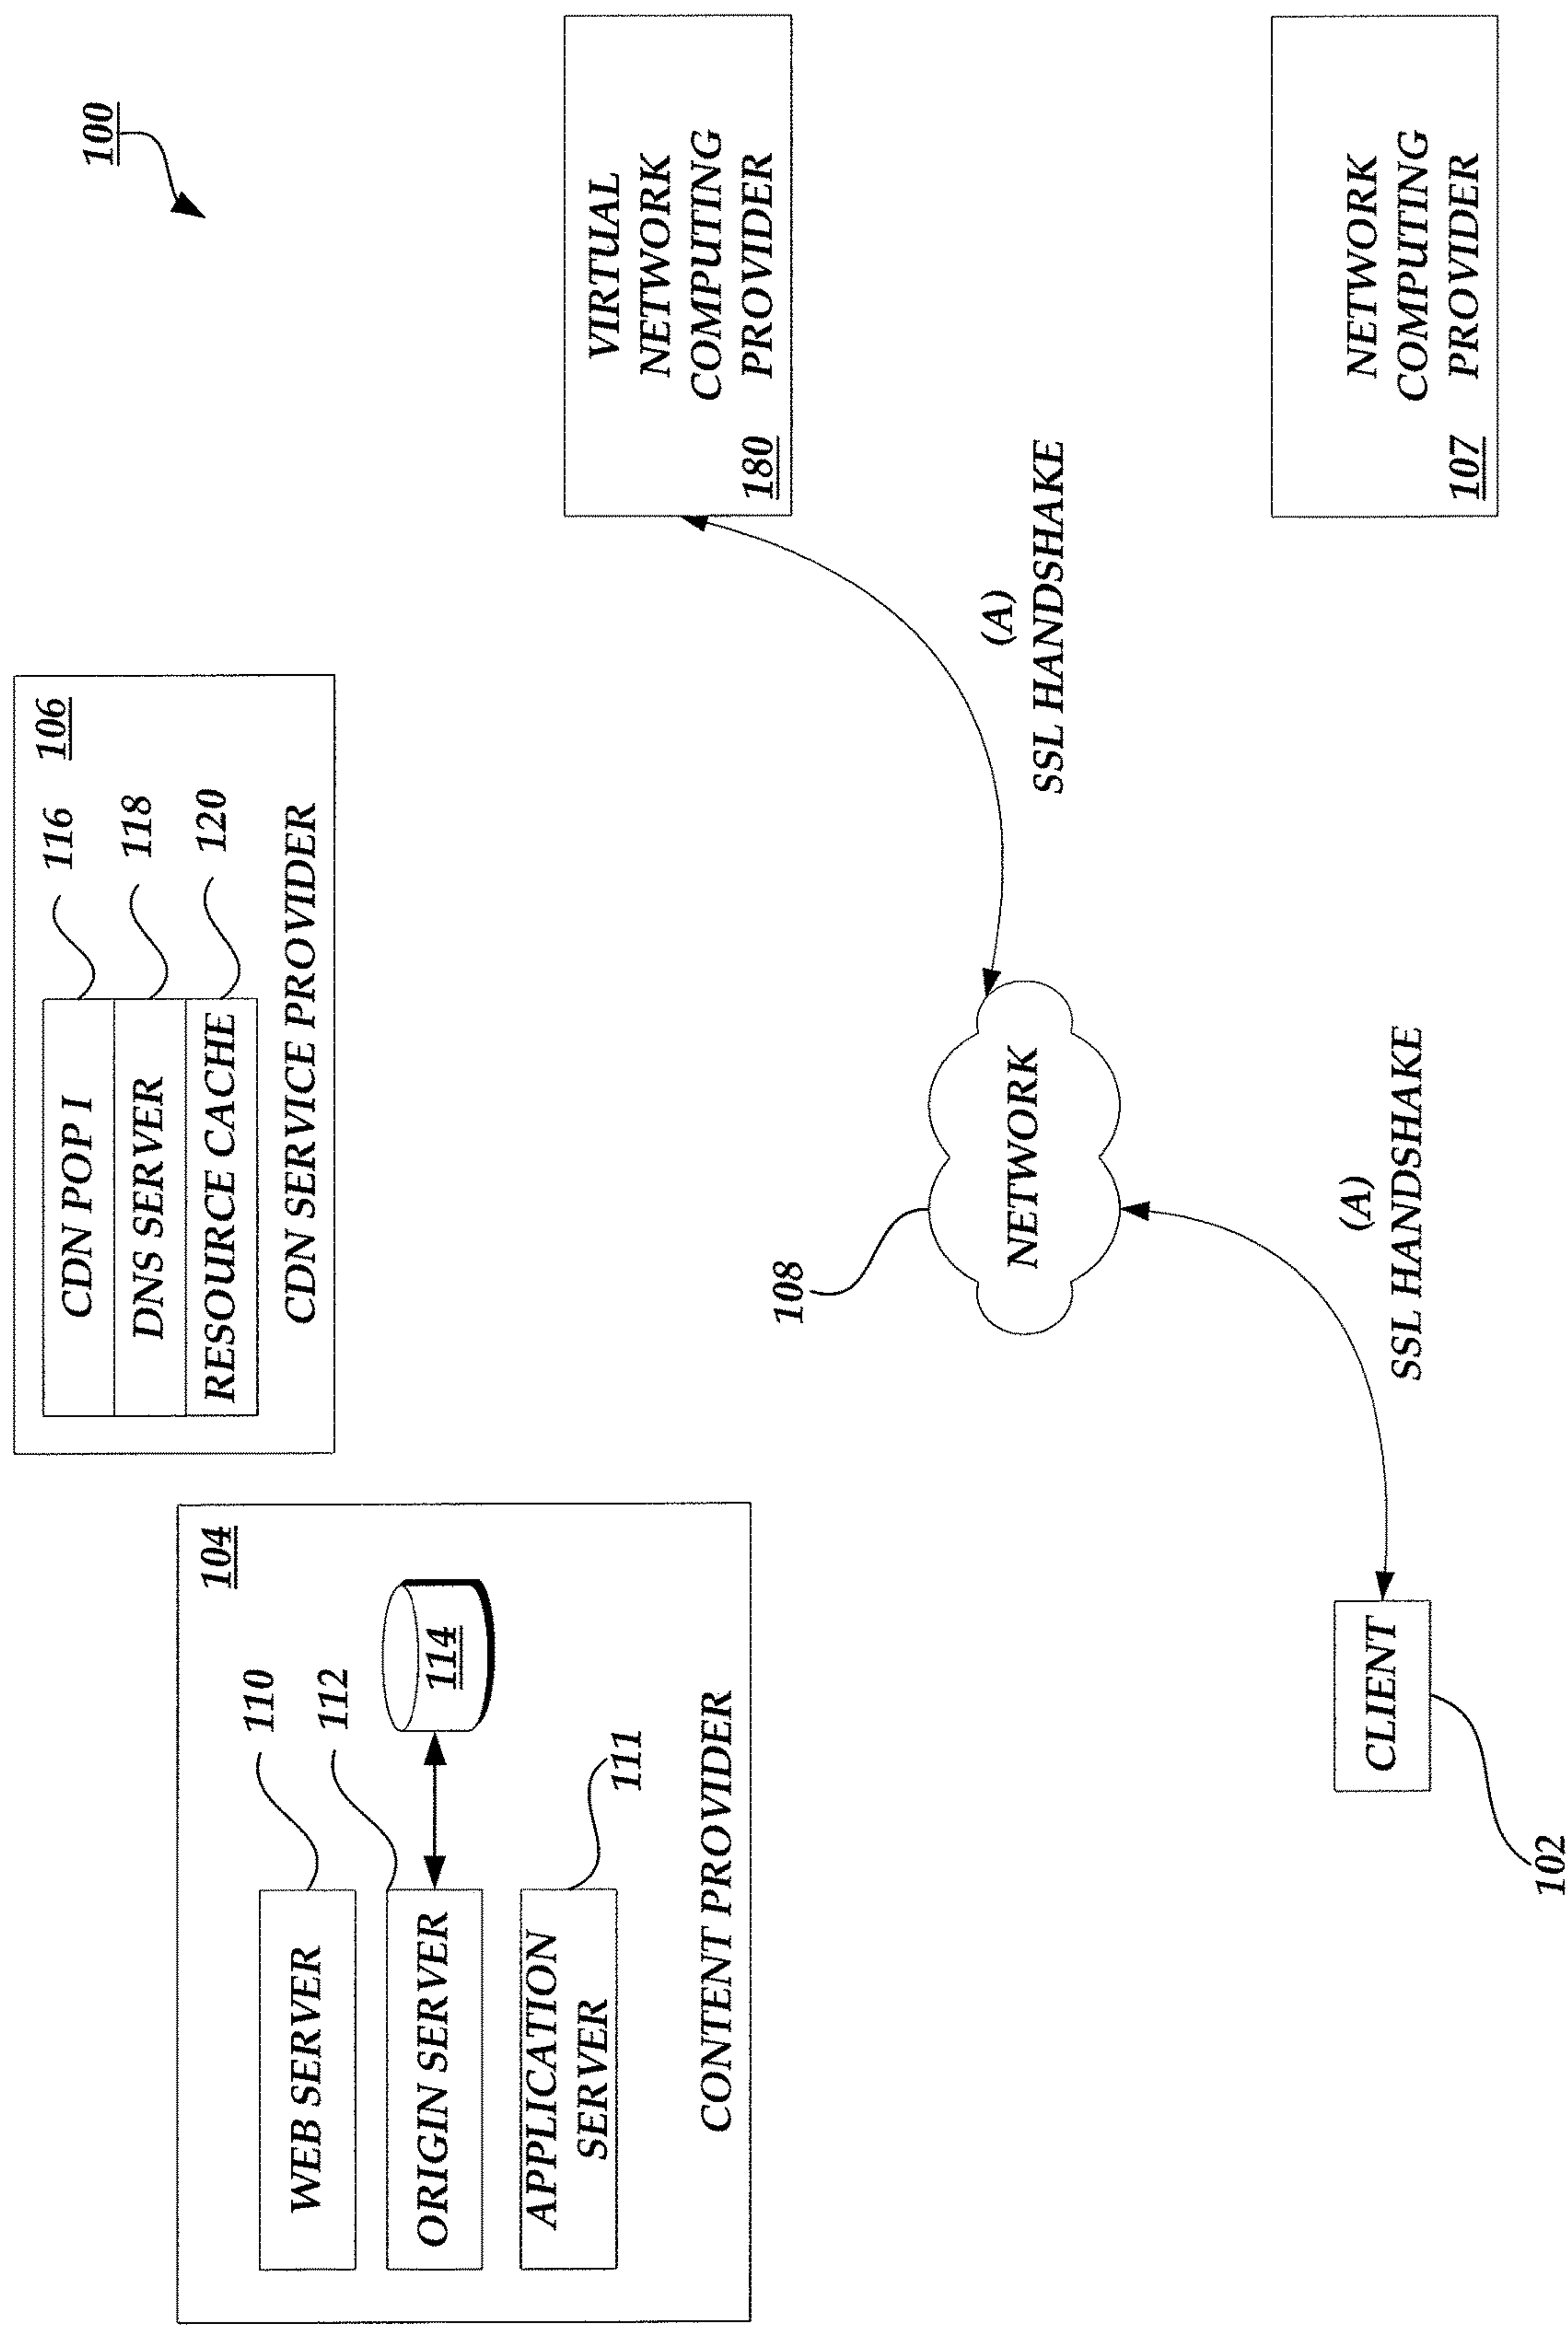 100
104
110
WEB SERVER
112
ORIGIN SERVER
114
111
APPLICATION
SERVER
CONTENT PROVIDER
106
116
CDN POP I
118
DNS SERVER
120
RESOURCE CACHE
CDN SERVICE PROVIDER
VIRTUAL
NETWORK
COMPUTING
PROVIDER
180
108
NETWORK
(A)
SSL HANDSHAKE
(A)
SSL HANDSHAKE
CLIENT
102
NETWORK
COMPUTING
PROVIDER
107